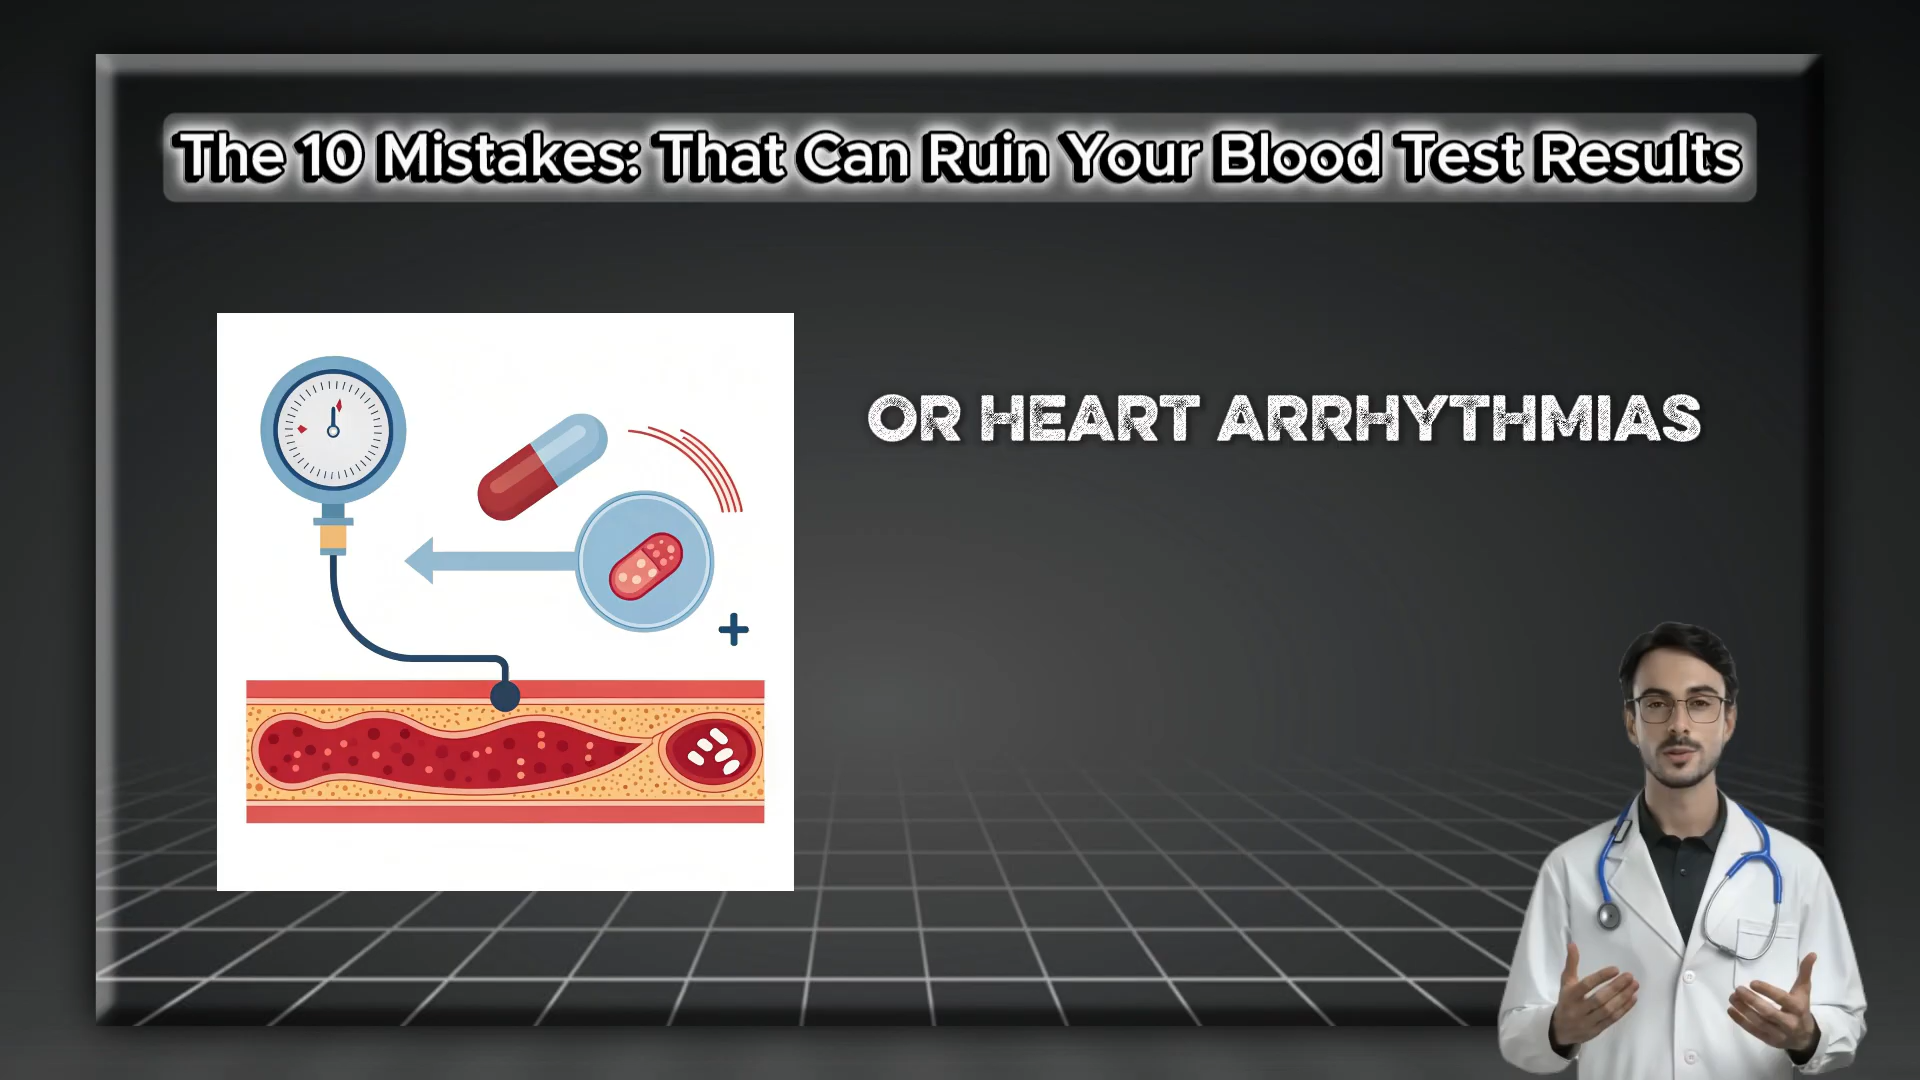 The 10 Mistakes: That Can Ruin Your Blood Test Results
OR HEART ARRHYTHMIAS